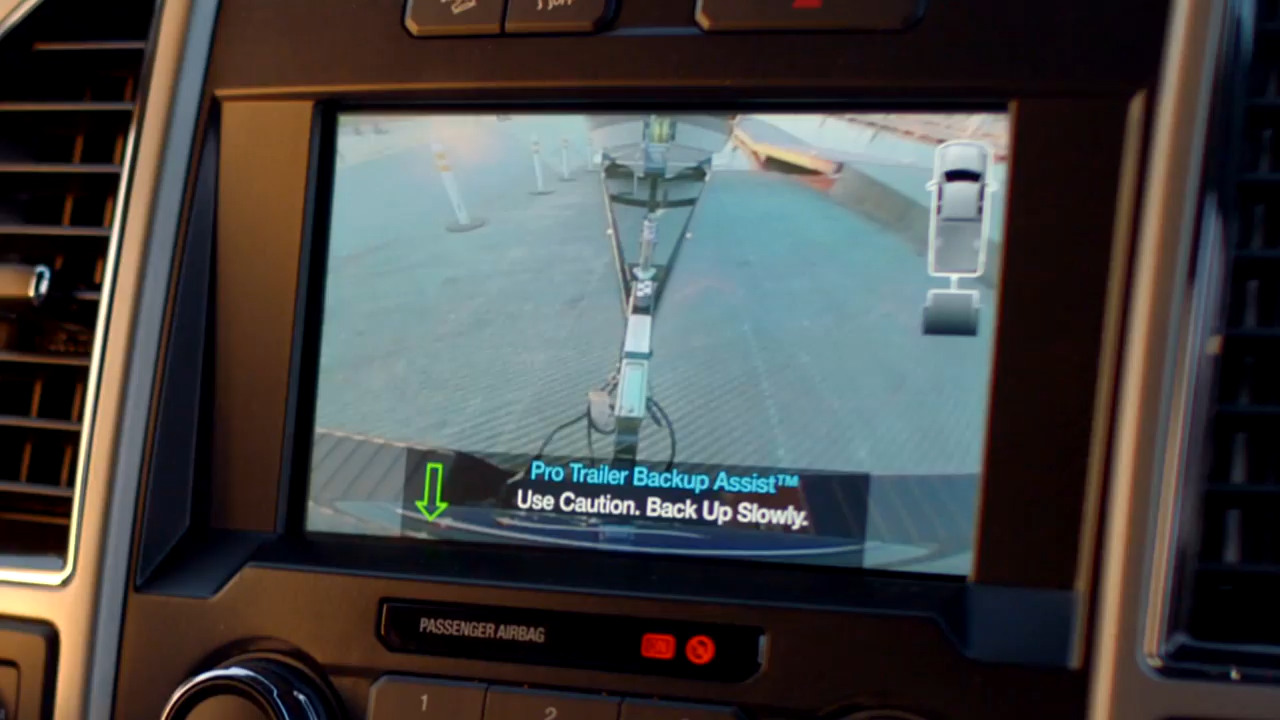 Pro Trailer Backup Assist™
Use Caution. Back Up Slowly.
PASSENGER AIRBAG
1
2